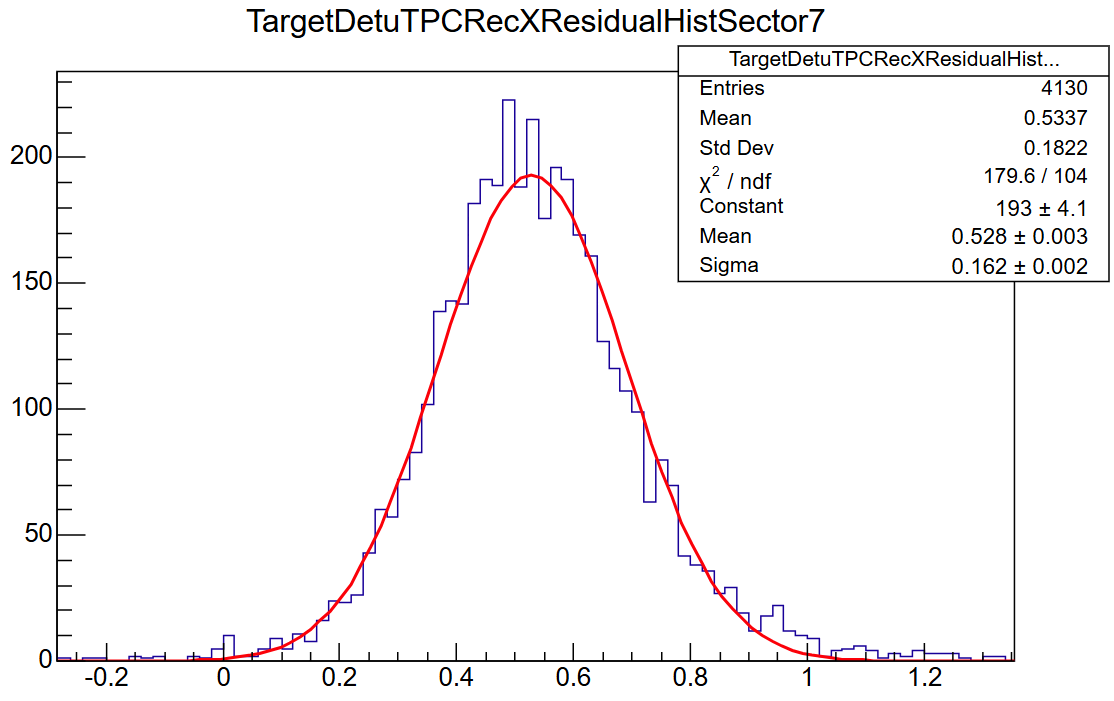 TargetDetuTPCRecXResidualHistSector7
TargetDetuTPCRecXResidualHist...
Entries 4130
Mean 0.5337
Std Dev 0.1822
χ² / ndf 179.6 / 104
Constant 193 ± 4.1
Mean 0.528 ± 0.003
Sigma 0.162 ± 0.002
200
150
100
50
0
-0.2 0 0.2 0.4 0.6 0.8 1 1.2